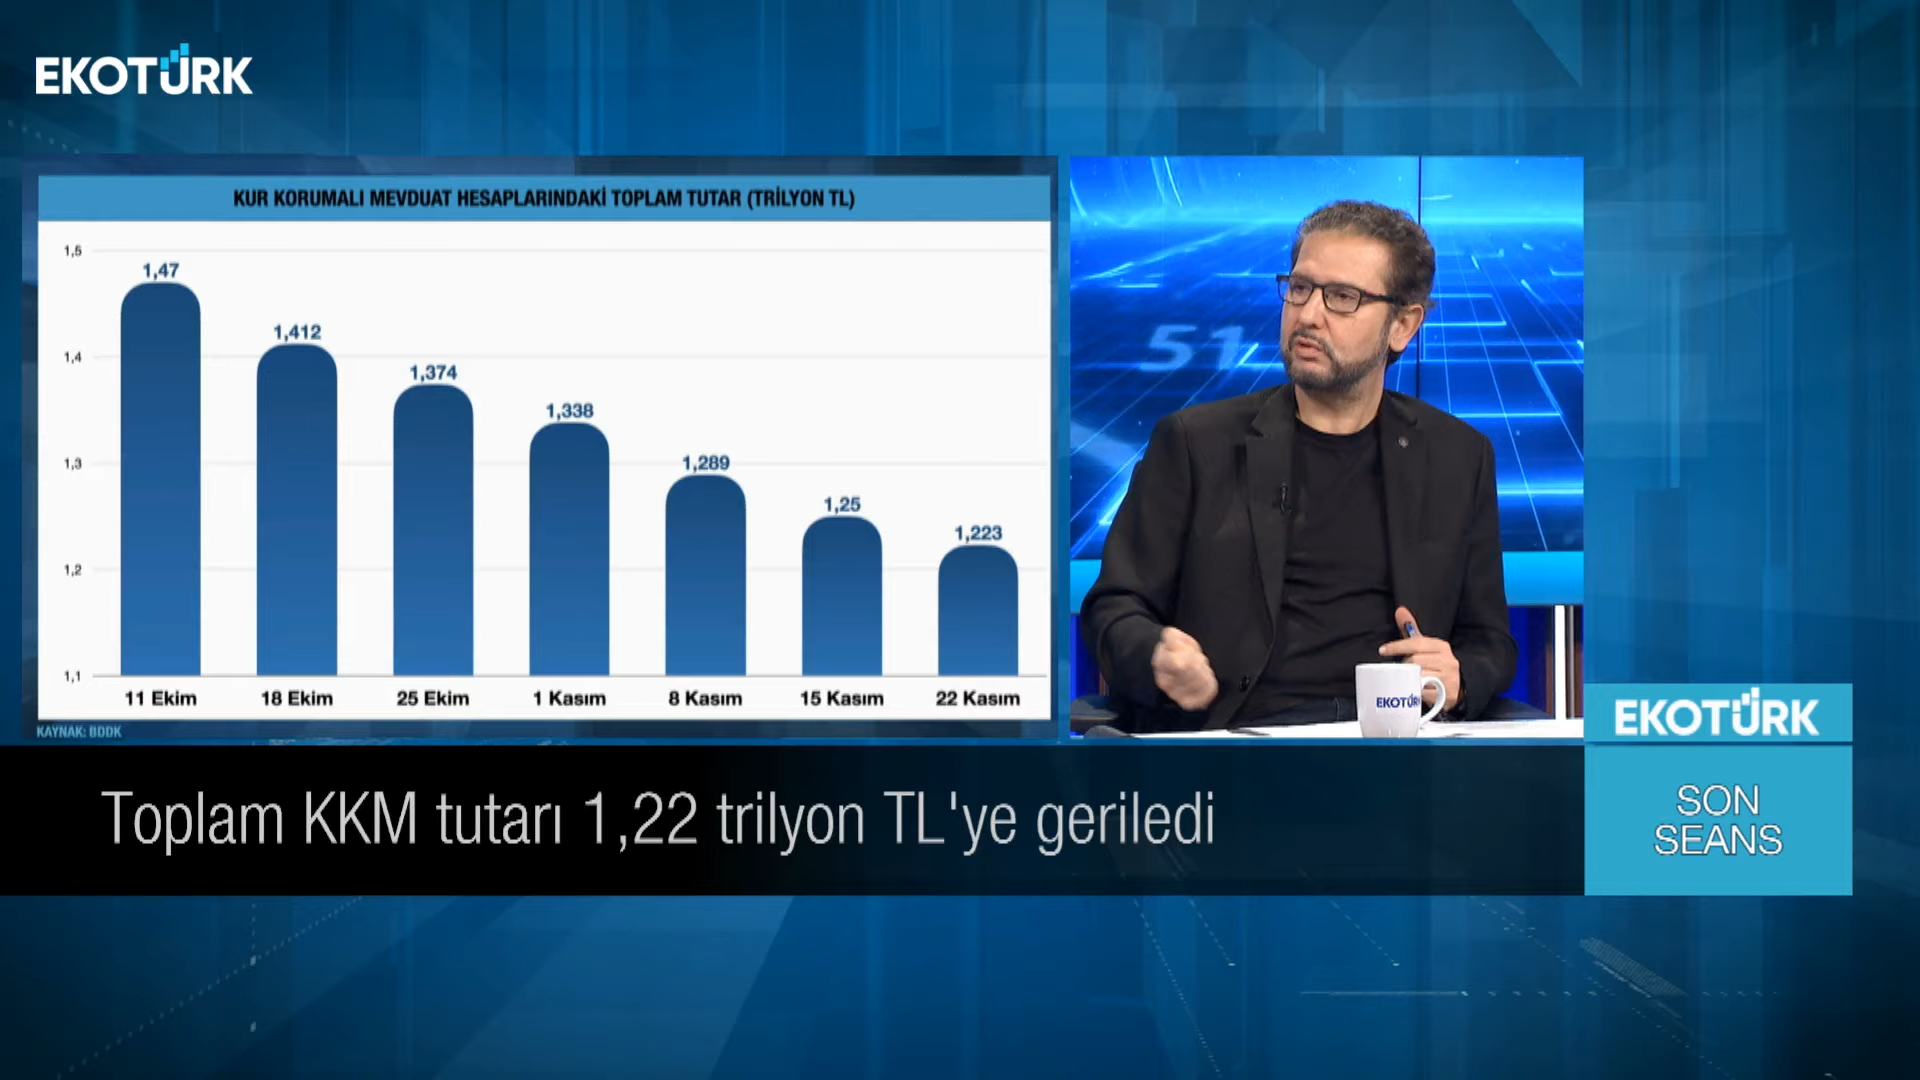 EKOTÜRK
KUR KORUMALI MEVDUAT HESAPLARINDAKİ TOPLAM TUTAR (TRİLYON TL)
1,5
1,4
1,3
1,2
1,1
1,47
1,412
1,374
1,338
1,289
1,25
1,223
11 Ekim
18 Ekim
25 Ekim
1 Kasım
8 Kasım
15 Kasım
22 Kasım
KAYNAK: BDDK
51
EKOTÜRK
EKOTÜRK
Toplam KKM tutarı 1,22 trilyon TL'ye geriledi
SON
SEANS